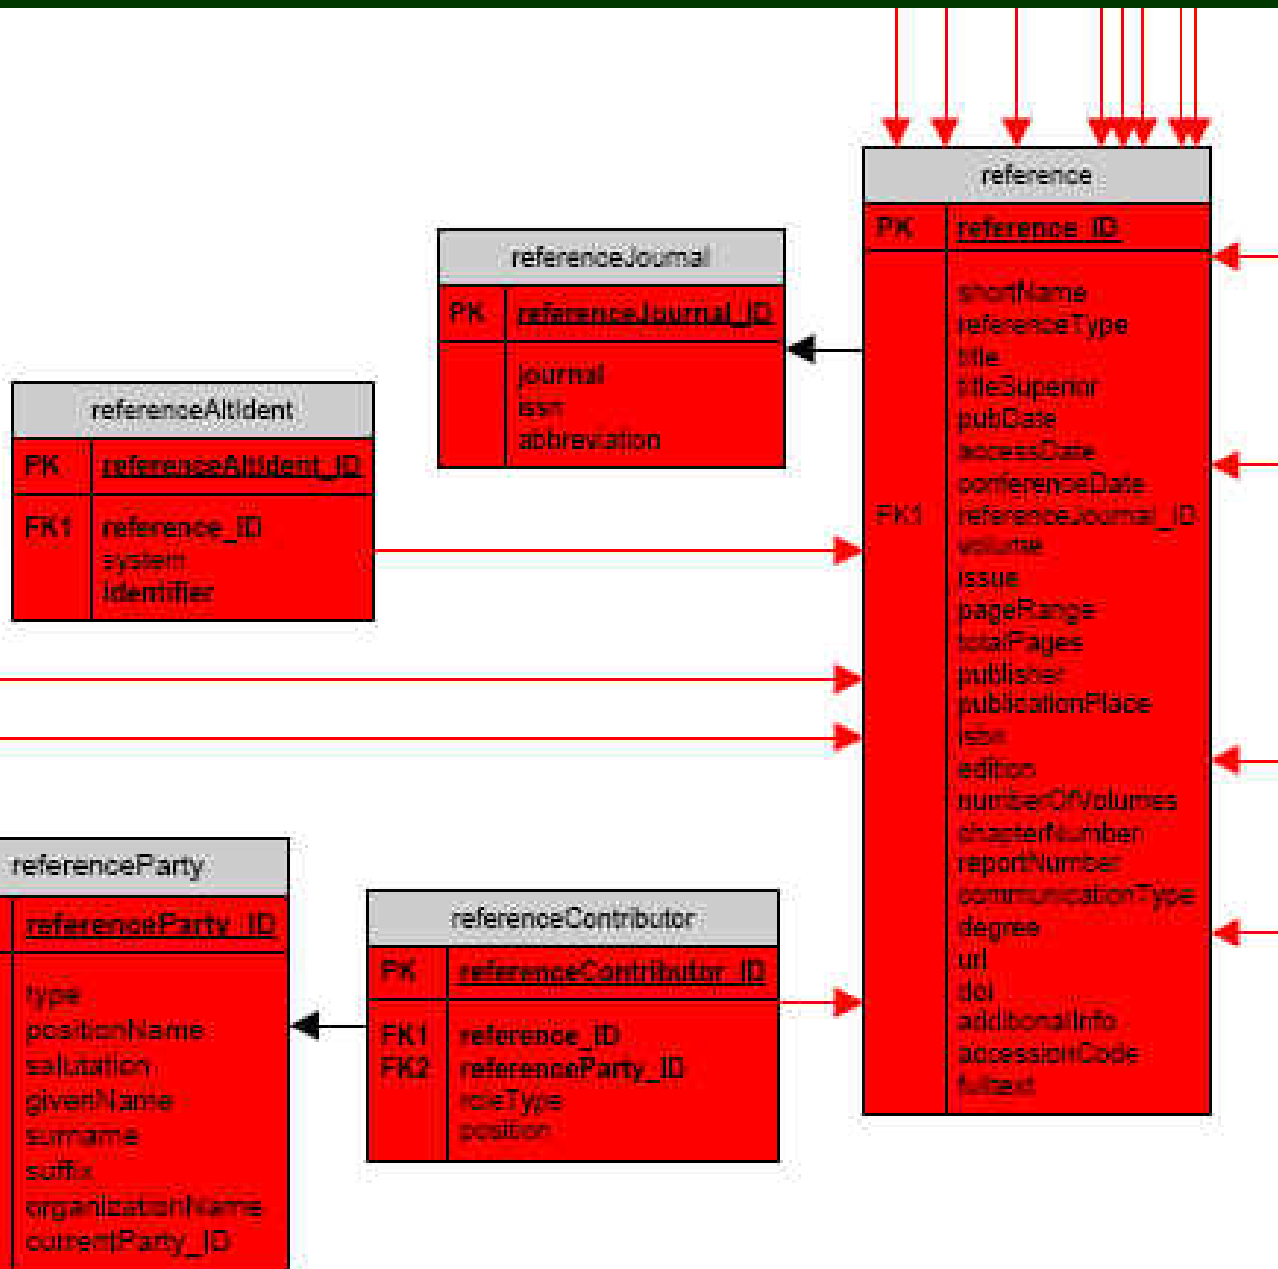 reference
PK reference_ID
shortName
referenceType
title
titleSuperior
pubDate
accessDate
conferenceDate
FK1 referenceJournal_ID
volume
issue
pageRange
totalPages
publisher
publicationPlace
isbn
edition
numberOfVolumes
chapterNumber
reportNumber
communicationType
degree
url
doi
additionalInfo
accessionCode
fulltext
referenceJournal
PK referenceJournal_ID
journal
issn
abbreviation
referenceAltIdent
PK referenceAltIdent_ID
FK1 reference_ID
system
identifier
referenceParty
referenceParty_ID
type
positionName
salutation
givenName
surname
suffix
organizationName
currentParty_ID
referenceContributor
PK referenceContributor_ID
FK1 reference_ID
FK2 referenceParty_ID
roleType
position